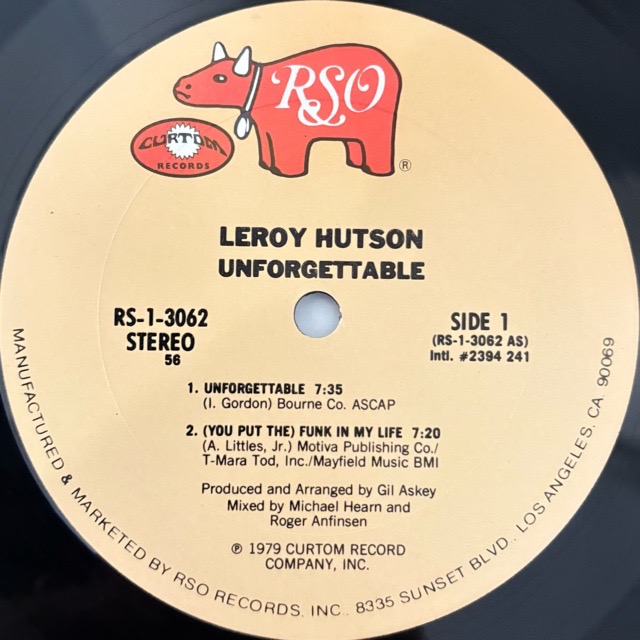 RSO
®
CURTOM
RECORDS
LEROY HUTSON
UNFORGETTABLE
RS-1-3062
STEREO
56
SIDE 1
(RS-1-3062 AS)
Intl. #2394 241
1. UNFORGETTABLE 7:35
(I. Gordon) Bourne Co. ASCAP
2. (YOU PUT THE) FUNK IN MY LIFE 7:20
(A. Littles, Jr.) Motiva Publishing Co./
T-Mara Tod, Inc./Mayfield Music BMI
Produced and Arranged by Gil Askey
Mixed by Michael Hearn and
Roger Anfinsen
℗ 1979 CURTOM RECORD
COMPANY, INC.
MANUFACTURED & MARKETED BY RSO RECORDS, INC., 8335 SUNSET BLVD., LOS ANGELES, CA. 90069